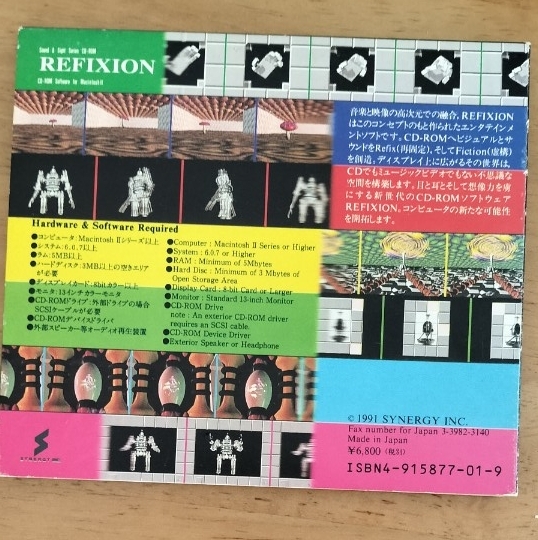 Sound & Sight Series CD-ROM
REFIXION
CD-ROM Software for Macintosh II
音楽と映像の高次元での融合, REFIXION
はこのコンセプトのもと作られたエンタテインメ
ントソフトです。CD-ROMへビジュアルとサ
ウンドをRefix(再固定)、そしてFiction(虚構)
を創造。ディスプレイ上に広がるその世界は、
CDでもミュージックビデオでもない不思議な
空間を構築します。目と耳とそして想像力を虜
にする新世代のCD-ROMソフトウェア
REFIXION。コンピュータの新たな可能性
を開拓します。
Hardware & Software Required
●コンピュータ: Macintosh IIシリーズ以上
●システム: 6.0.7以上
●ラム: 5MB以上
●ハードディスク: 3MB以上の空きエリア
が必要
●ディスプレイカード: 8bitカラー以上
●モニタ: 13インチカラーモニタ
●CD-ROMドライブ: 外部ドライブの場合
SCSIケーブルが必要
●CD-ROMデバイスドライバ
●外部スピーカー等オーディオ再生装置
●Computer : Macintosh II Series or Higher
●System : 6.0.7 or Higher
●RAM : Minimum of 5Mbytes
●Hard Disc : Minimum of 3 Mbytes of
Open Storage Area
●Display Card : 8-bit Card or Larger
●Monitor : Standard 13-inch Monitor
●CD-ROM Drive
note : An exterior CD-ROM driver
requires an SCSI cable.
●CD-ROM Device Driver
●Exterior Speaker or Headphone
SYNERGY INC.
©1991 SYNERGY INC.
Fax number for Japan 3-3982-3140
Made in Japan
¥6,800 (税別)
ISBN4-915877-01-9